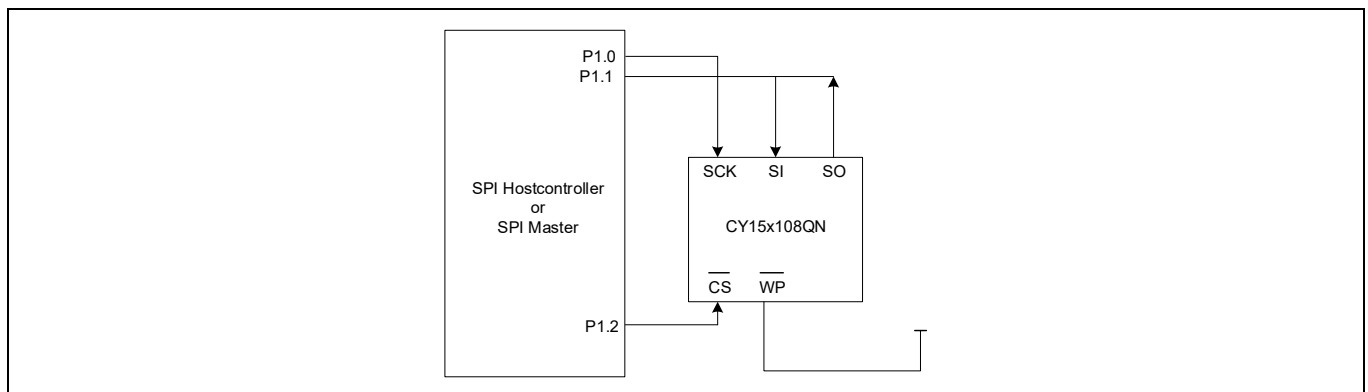 P1.0
P1.1
SPI Hostcontroller
or
SPI Master
SCK SI SO
CY15x108QN
CS WP
P1.2